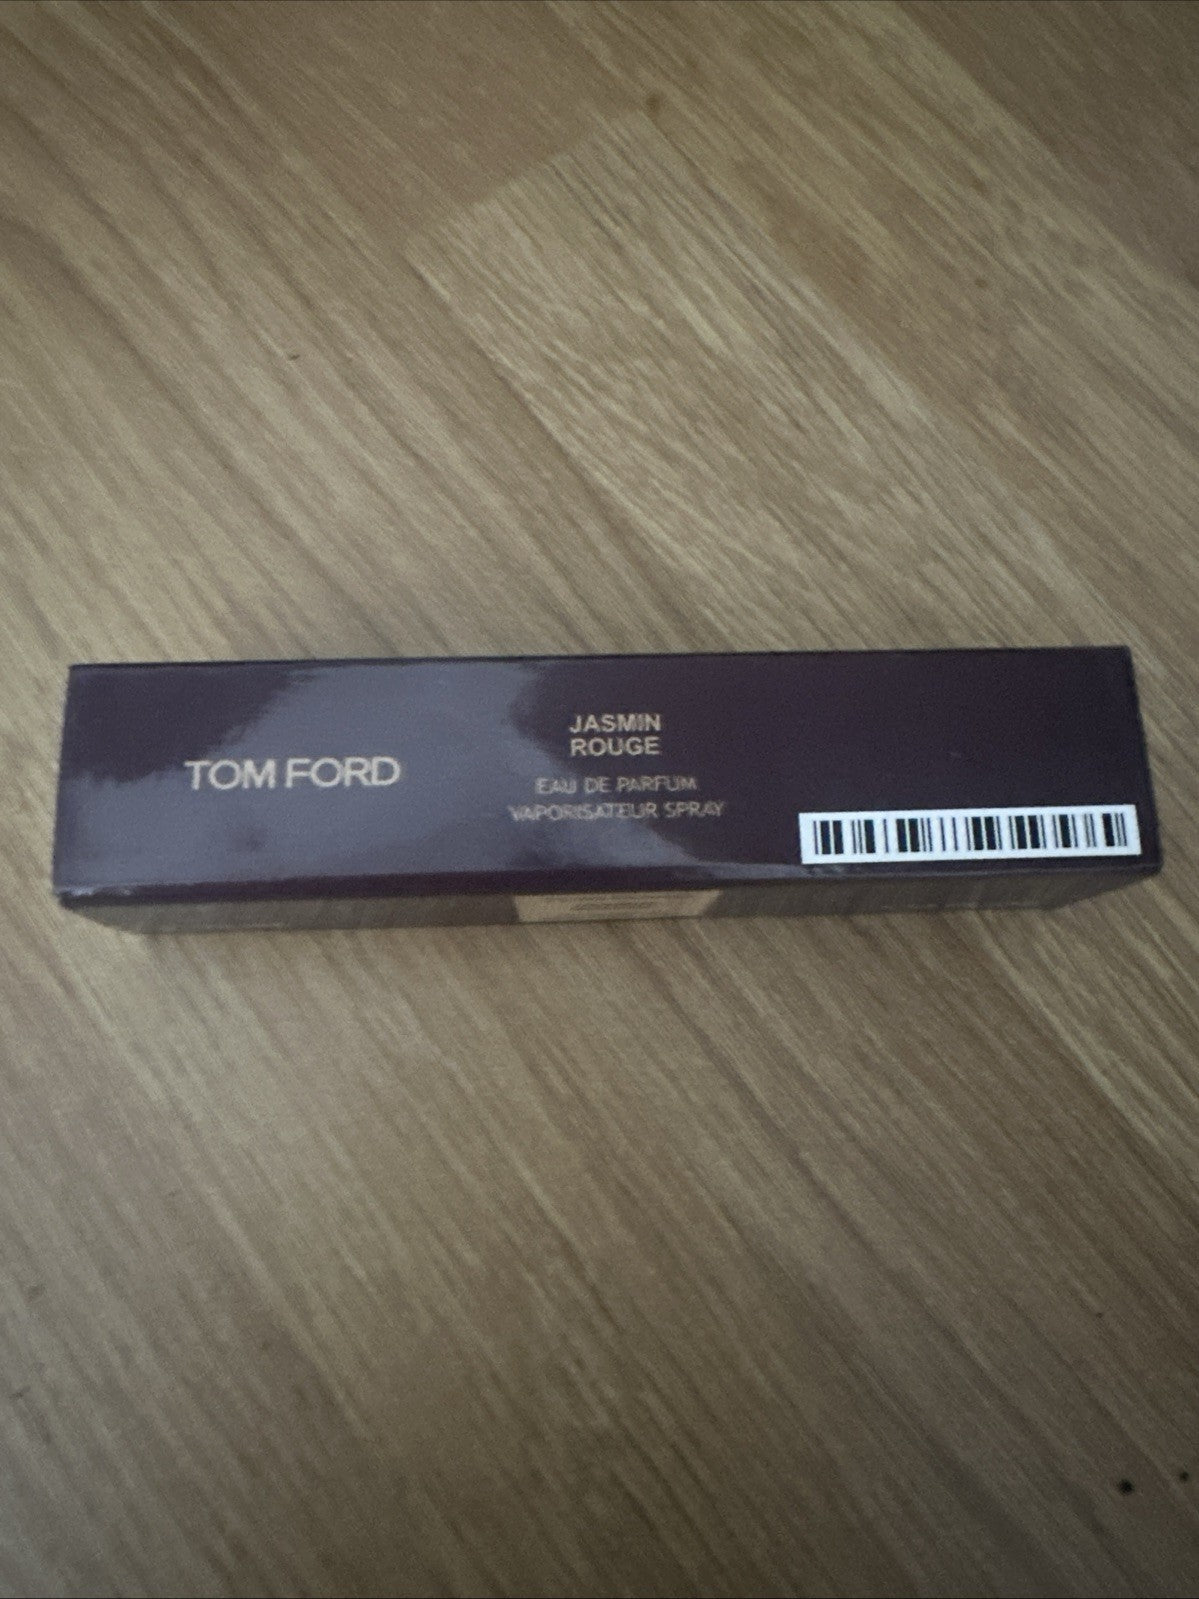 TOM FORD
JASMIN
ROUGE
EAU DE PARFUM
VAPORISATEUR SPRAY